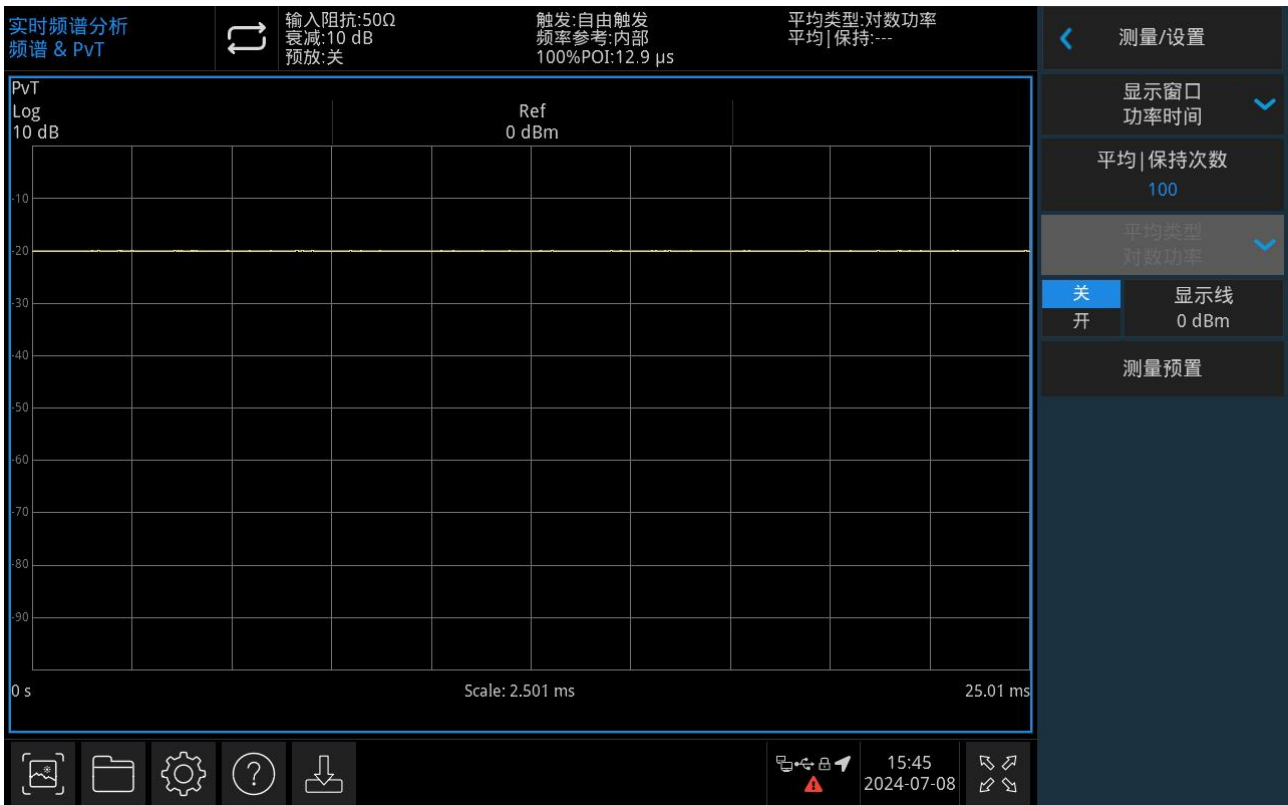 实时频谱分析
频谱 & PvT
输入阻抗:50Ω
衰减:10 dB
预放:关
触发:自由触发
频率参考:内部
100%POI:12.9 μs
平均类型:对数功率
平均|保持:---
测量/设置
PvT
Log
10 dB
Ref
0 dBm
-10
-20
-30
-40
-50
-60
-70
-80
-90
0 s
Scale: 2.501 ms
25.01 ms
显示窗口
功率时间
平均|保持次数
100
平均类型
对数功率
关
开
显示线
0 dBm
测量预置
15:45
2024-07-08